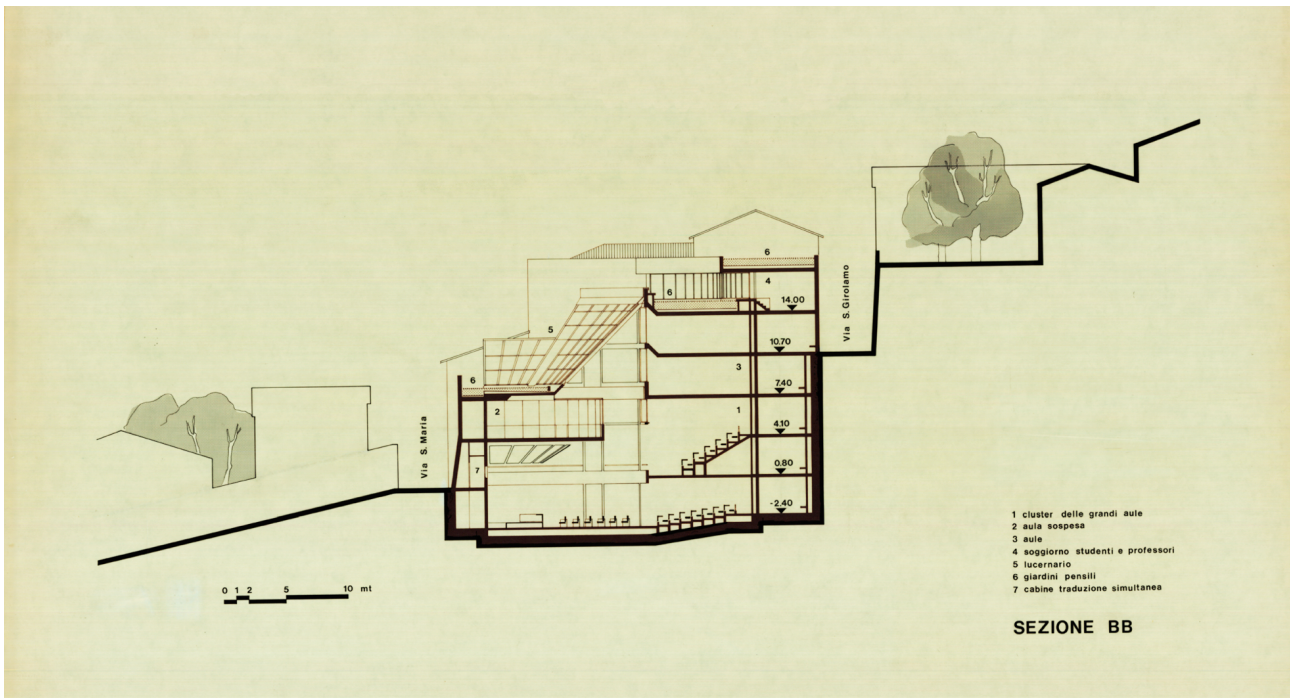 6
4
6
14.00
Via S.Girolamo
5
10.70
3
7.40
6
2
1
4.10
Via S. Maria
7
0.80
-2.40
1 cluster delle grandi aule
2 aula sospesa
3 aule
4 soggiorno studenti e professori
5 lucernario
6 giardini pensili
7 cabine traduzione simultanea
0 1 2 5 10 mt
SEZIONE BB